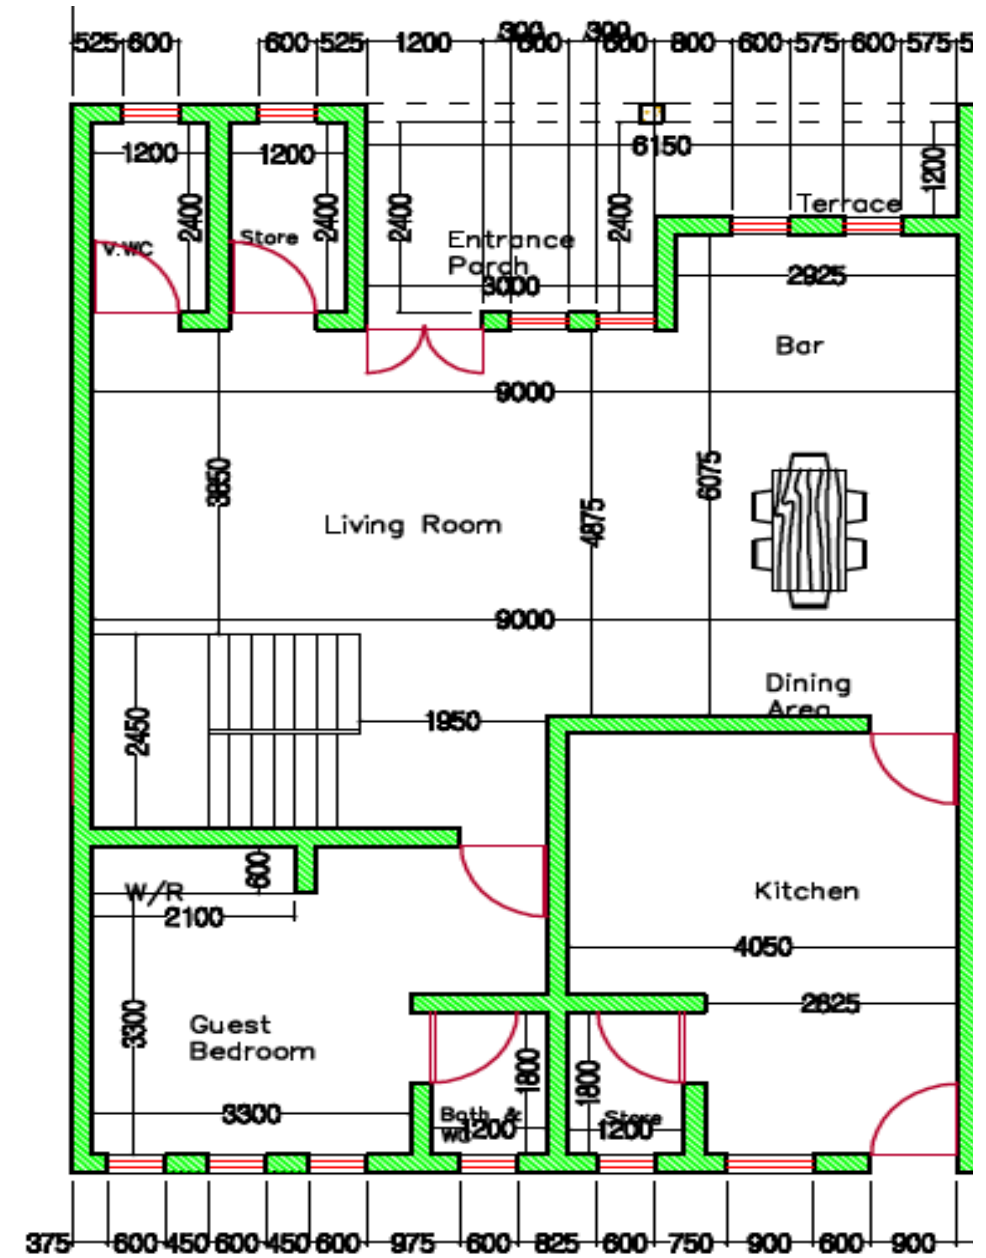 300 300
525 600 600 525 1200 600 600 800 600 575 600 575 5
6150
1200 1200
1200
2400 2400 2400 2400
Terrace
V.WC
Store
Entrance
Porch
3000
2925
Bar
9000
3850
6075
4875
Living Room
9000
Dining
Area
2450
1950
600
W/R
2100
Kitchen
4050
2625
3300
Guest
Bedroom
1800 1800
3300
Bath &
WC
1200
Store
1200
375 600 450 600 450 600 975 600 825 600 750 900 600 900